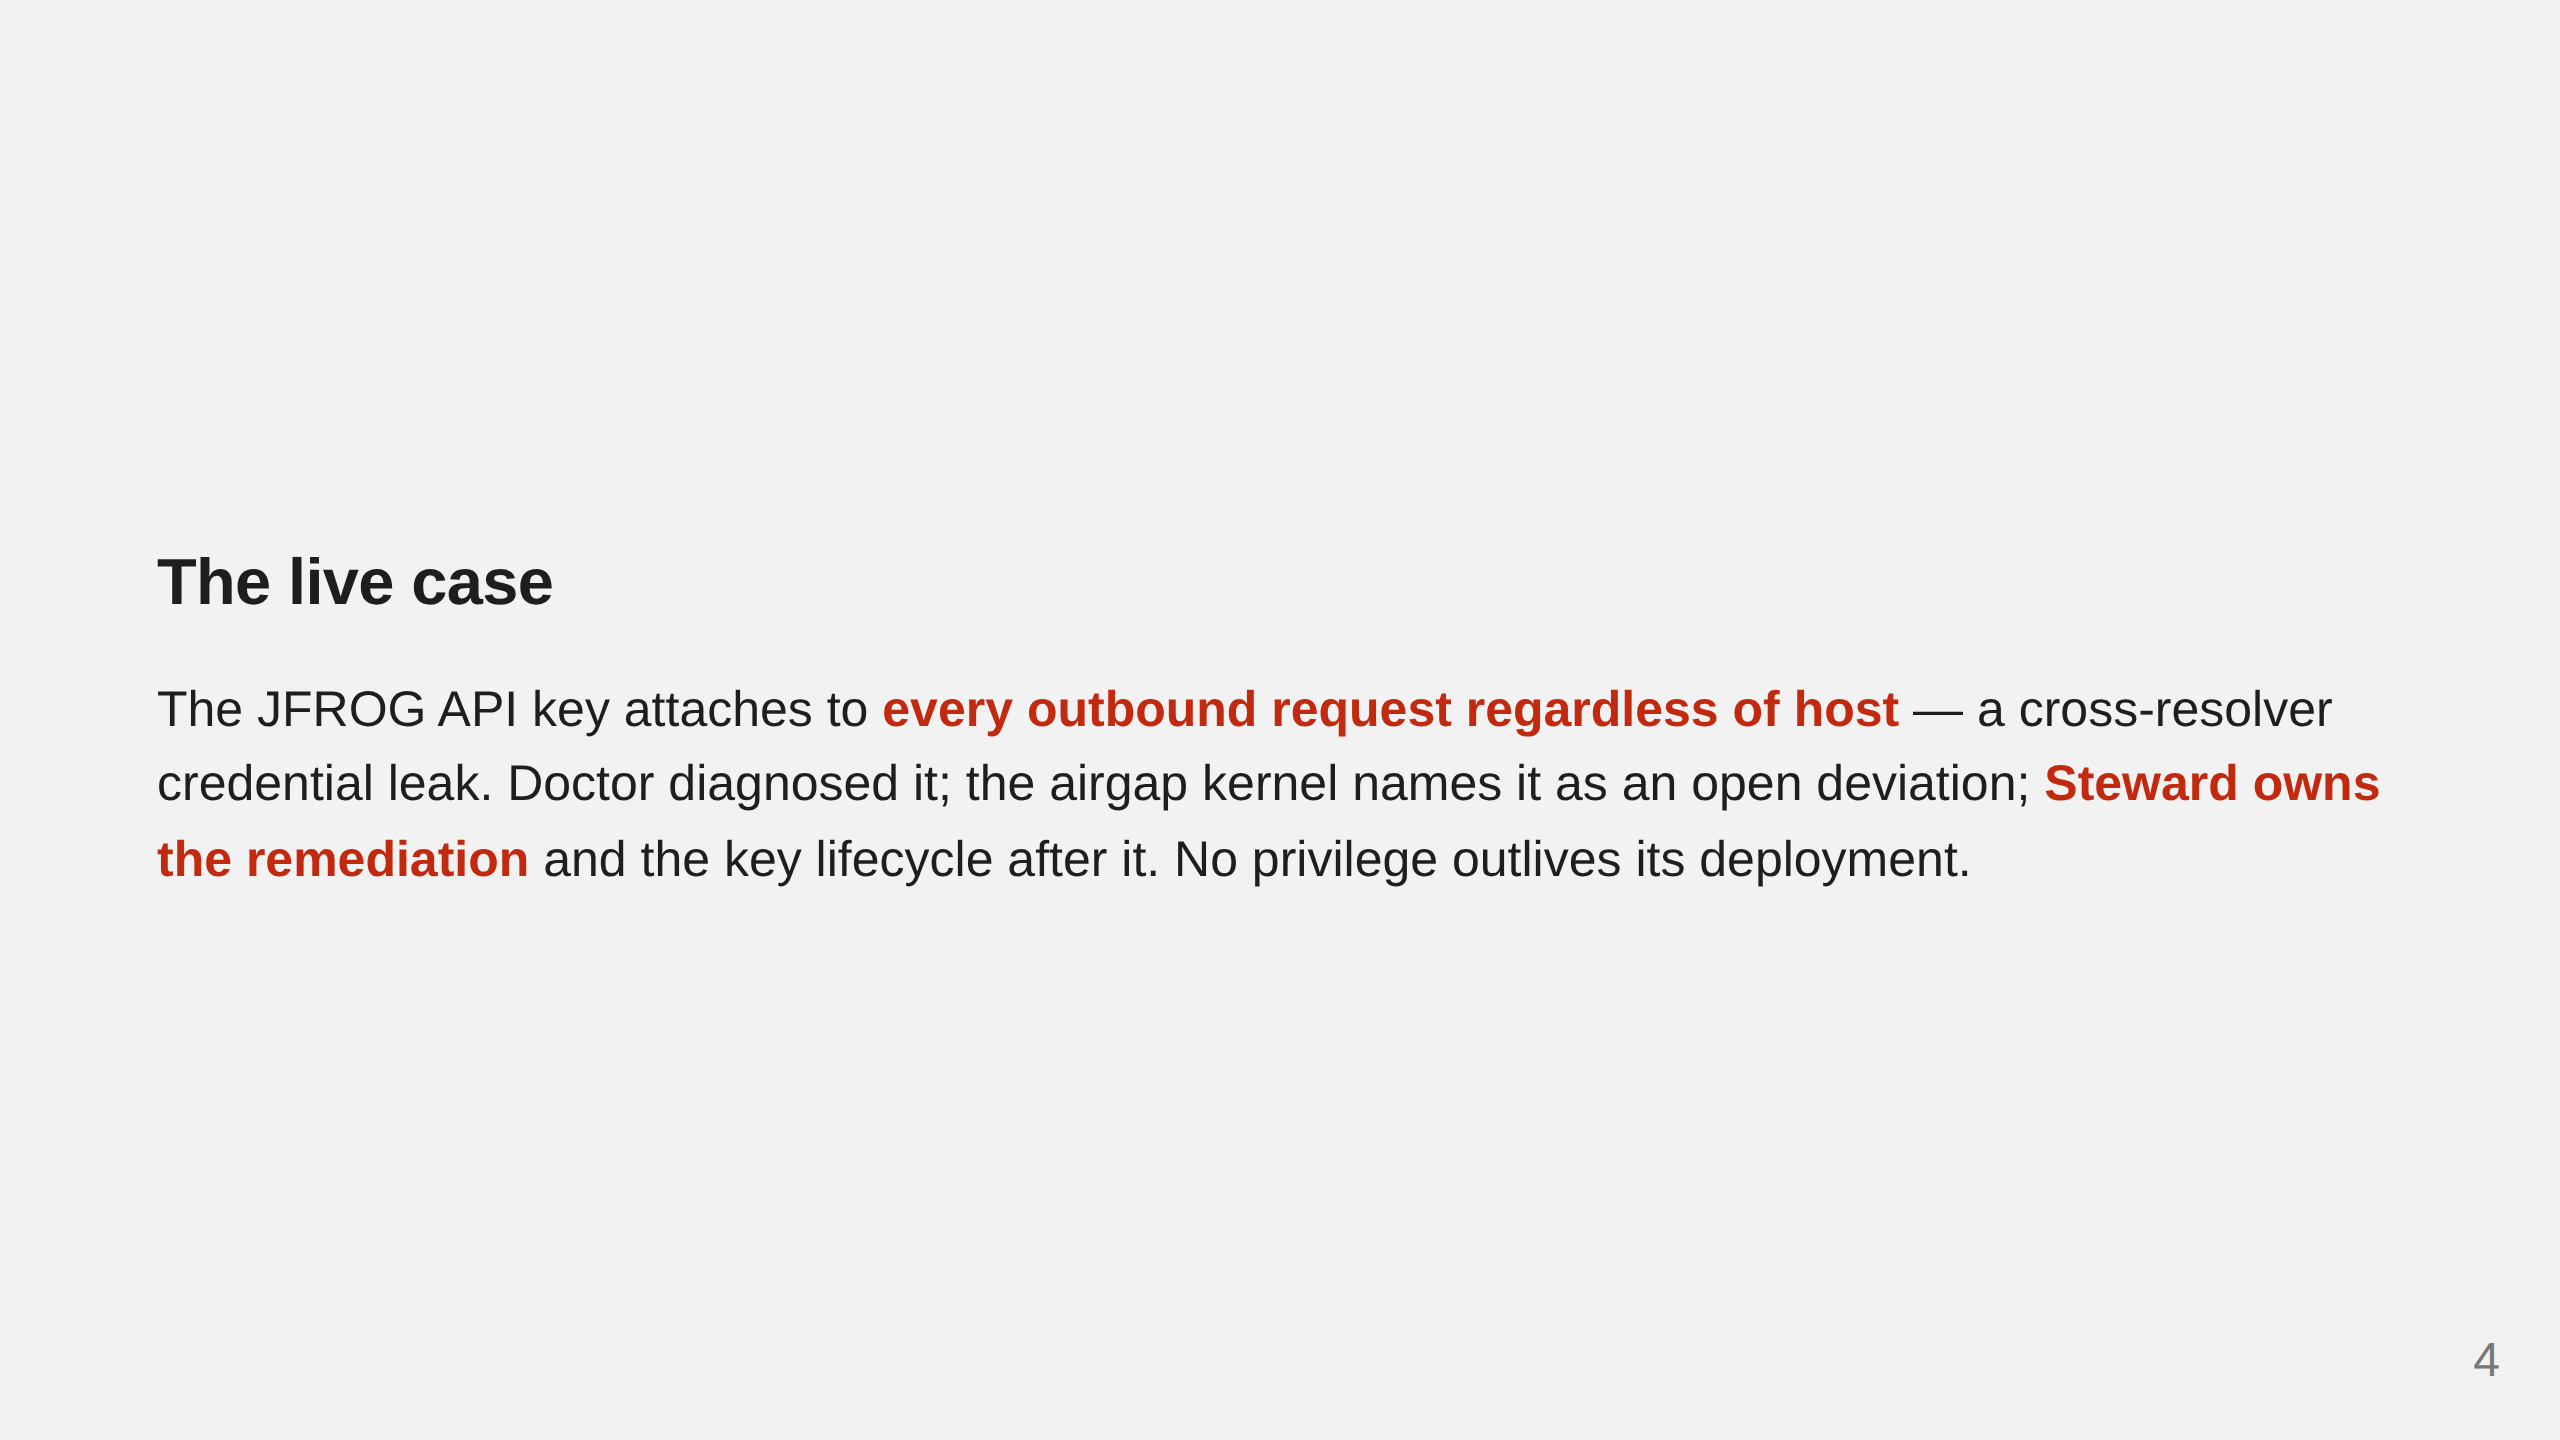 The live case
The JFROG API key attaches to every outbound request regardless of host — a cross-resolver
credential leak. Doctor diagnosed it; the airgap kernel names it as an open deviation; Steward owns
the remediation and the key lifecycle after it. No privilege outlives its deployment.
4